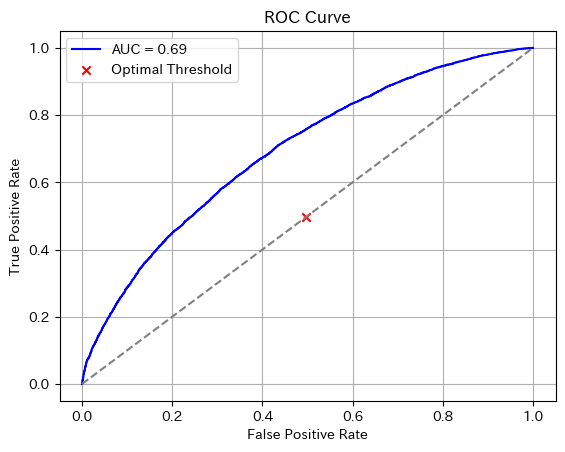 ROC Curve
AUC = 0.69
Optimal Threshold
True Positive Rate
1.0
0.8
0.6
0.4
0.2
0.0
0.0 0.2 0.4 0.6 0.8 1.0
False Positive Rate